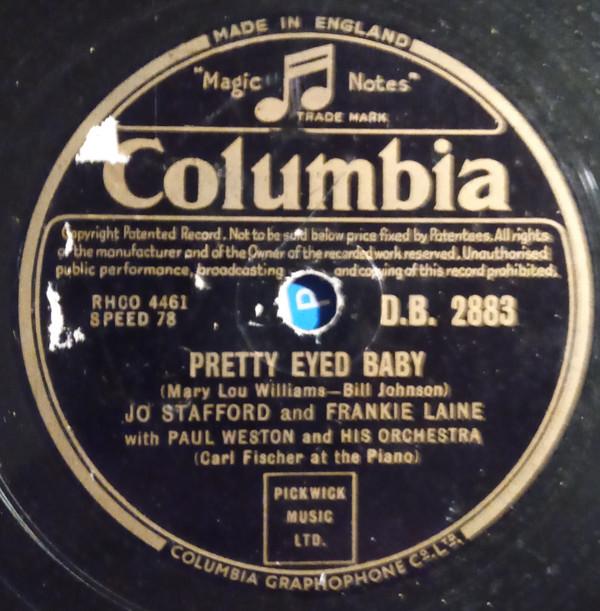 MADE IN ENGLAND
"Magic Notes"
TRADE MARK
Columbia
Copyright Patented Record. Not to be sold below price fixed by Patentees. All rights
of the manufacturer and of the Owner of the recorded work reserved. Unauthorised
public performance, broadcasting and copying of this record prohibited.
RHCO 4461
SPEED 78
D.B. 2883
P
PRETTY EYED BABY
(Mary Lou Williams—Bill Johnson)
JO STAFFORD and FRANKIE LAINE
with PAUL WESTON and HIS ORCHESTRA
(Carl Fischer at the Piano)
PICKWICK
MUSIC
LTD.
COLUMBIA GRAPHOPHONE CO. LTD.